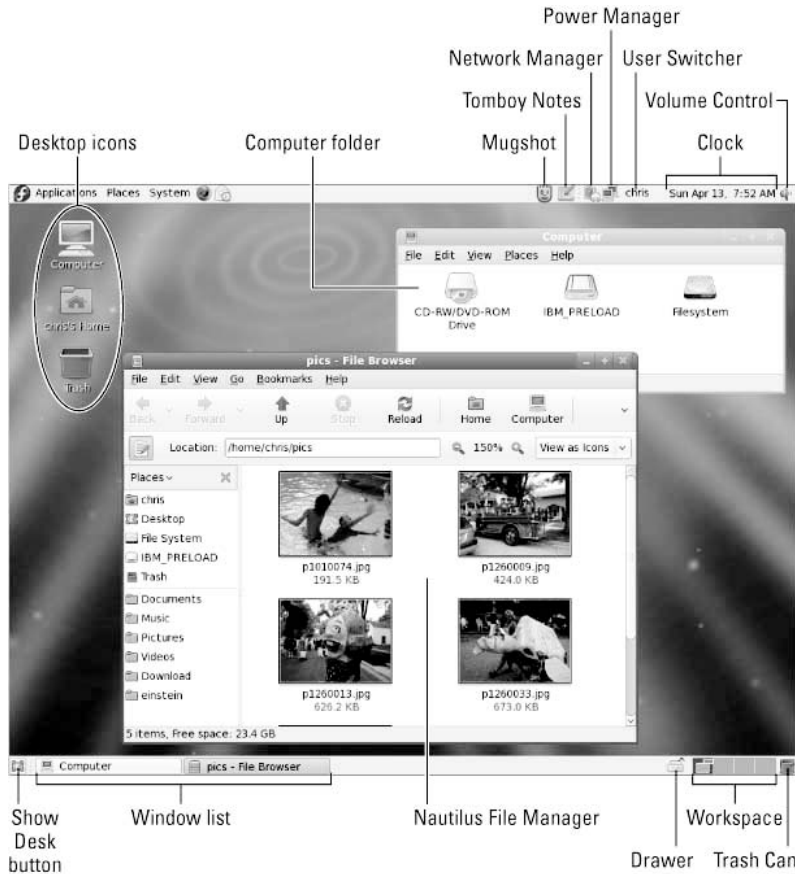 Power Manager
Network Manager User Switcher
Tomboy Notes Volume Control
Desktop icons Computer folder Mugshot Clock
Applications Places System chris Sun Apr 13, 7:52 AM
Computer
chris's Home
Trash
Computer
File Edit View Places Help
CD-RW/DVD-ROM Drive
IBM_PRELOAD
Filesystem
pics - File Browser
File Edit View Go Bookmarks Help
Back Forward Up Stop Reload Home Computer
Location: /home/chris/pics 150% View as Icons
Places
chris
Desktop
File System
IBM_PRELOAD
Trash
Documents
Music
Pictures
Videos
Download
einstein
p1010074.jpg
191.5 KB
p1260009.jpg
424.0 KB
p1260013.jpg
626.2 KB
p1260033.jpg
673.0 KB
5 items, Free space: 23.4 GB
Computer pics - File Browser
Show
Desk
button
Window list
Nautilus File Manager
Workspace
Drawer Trash Can